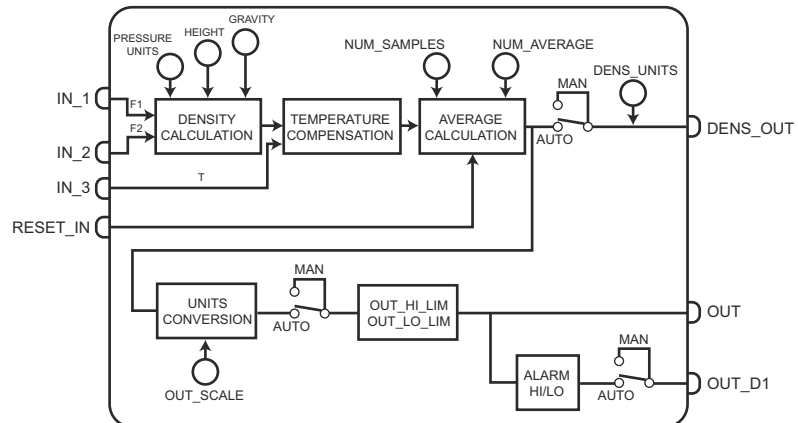 GRAVITY
PRESSURE
UNITS
HEIGHT
NUM_SAMPLES
NUM_AVERAGE
DENS_UNITS
MAN
IN_1
F1
DENSITY
CALCULATION
TEMPERATURE
COMPENSATION
AVERAGE
CALCULATION
AUTO
DENS_OUT
IN_2
F2
IN_3
T
RESET_IN
MAN
UNITS
CONVERSION
AUTO
OUT_HI_LIM
OUT_LO_LIM
OUT
MAN
ALARM
HI/LO
AUTO
OUT_D1
OUT_SCALE